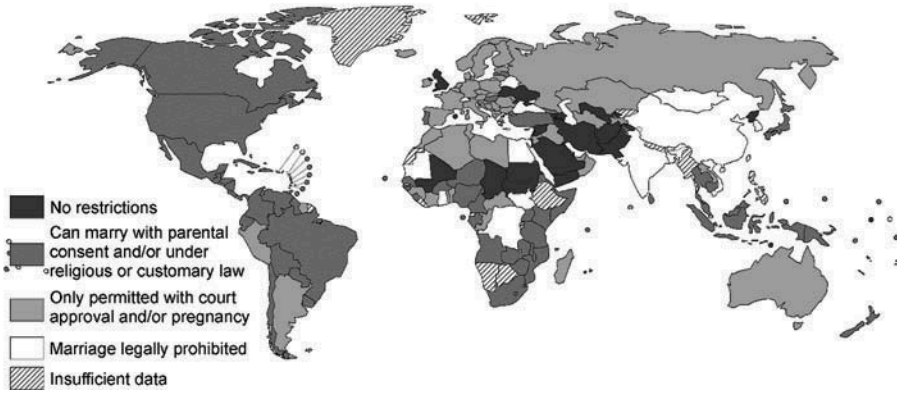 No restrictions
Can marry with parental
consent and/or under
religious or customary law
Only permitted with court
approval and/or pregnancy
Marriage legally prohibited
Insufficient data